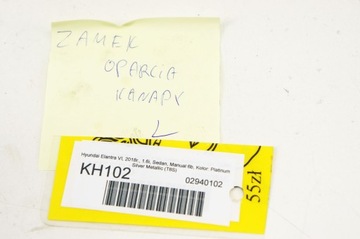 ZAMEK
OPARCIA
KANAPY
L
Hyundai Elantra VI, 2018r., 1.6i, Sedan, Manual 6b, Kolor: Platinum
Silver Metallic (T8S)
KH102
02940102
55zł